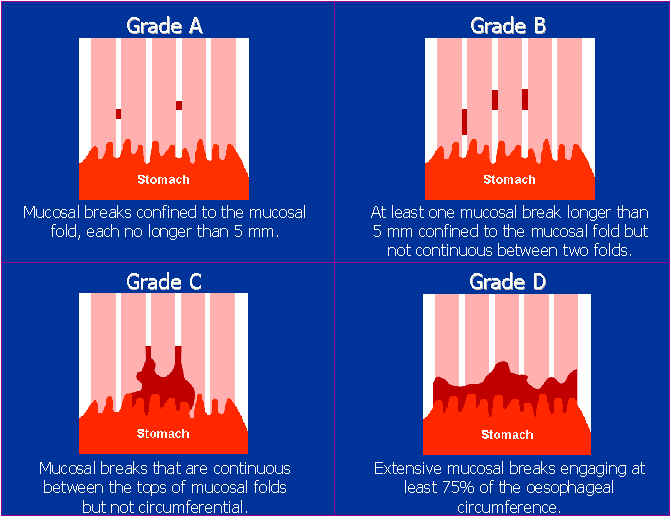 Grade A
Stomach
Mucosal breaks confined to the mucosal
fold, each no longer than 5 mm.
Grade B
Stomach
At least one mucosal break longer than
5 mm confined to the mucosal fold but
not continuous between two folds.
Grade C
Stomach
Mucosal breaks that are continuous
between the tops of mucosal folds
but not circumferential.
Grade D
Stomach
Extensive mucosal breaks engaging at
least 75% of the œsophageal
circumference.